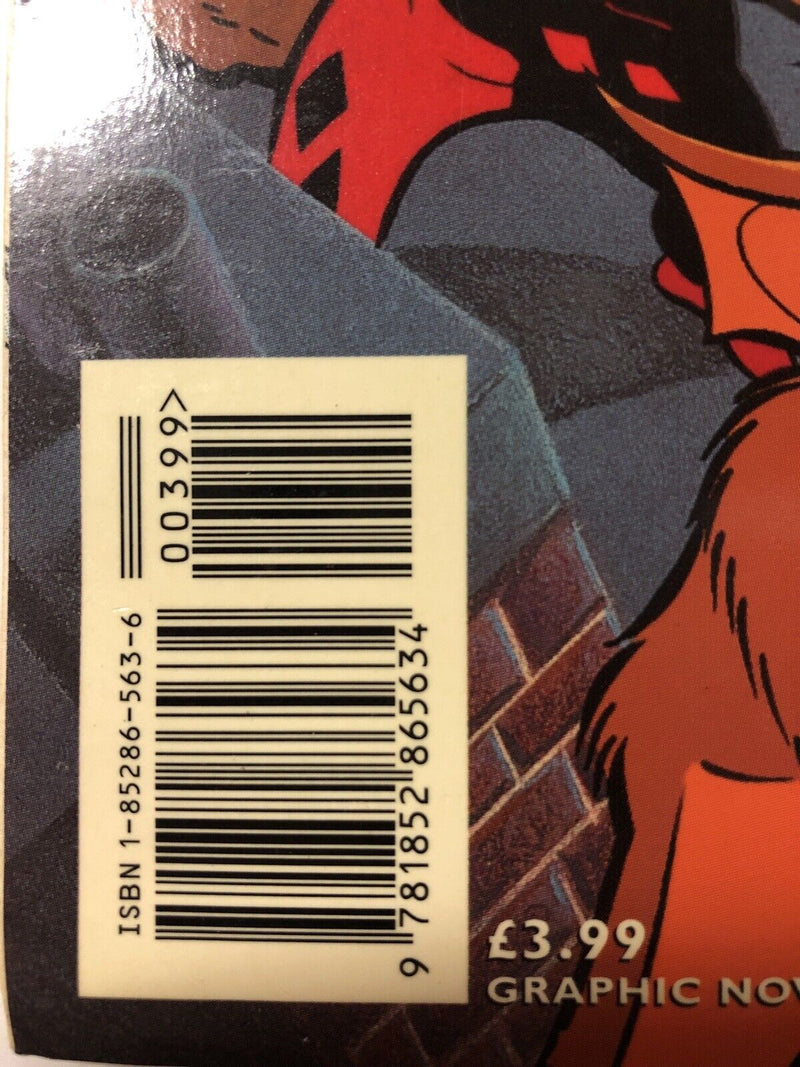 ISBN 1-85286-563-6
00399>
9 781852 865634
£3.99
GRAPHIC NOV